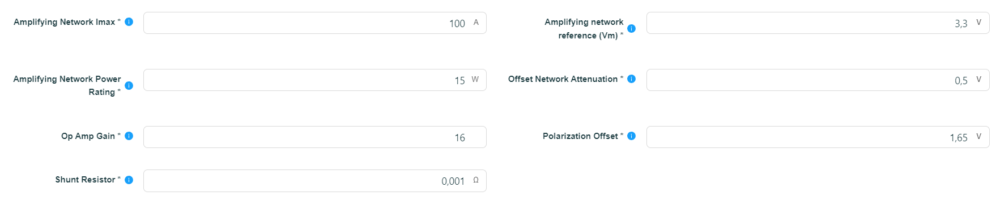 Amplifying Network Imax * 100 A
Amplifying network
reference (Vm) * 3,3 V
Amplifying Network Power
Rating * 15 W
Offset Network Attenuation * 0,5 V
Op Amp Gain * 16
Polarization Offset * 1,65 V
Shunt Resistor * 0,001 Ω